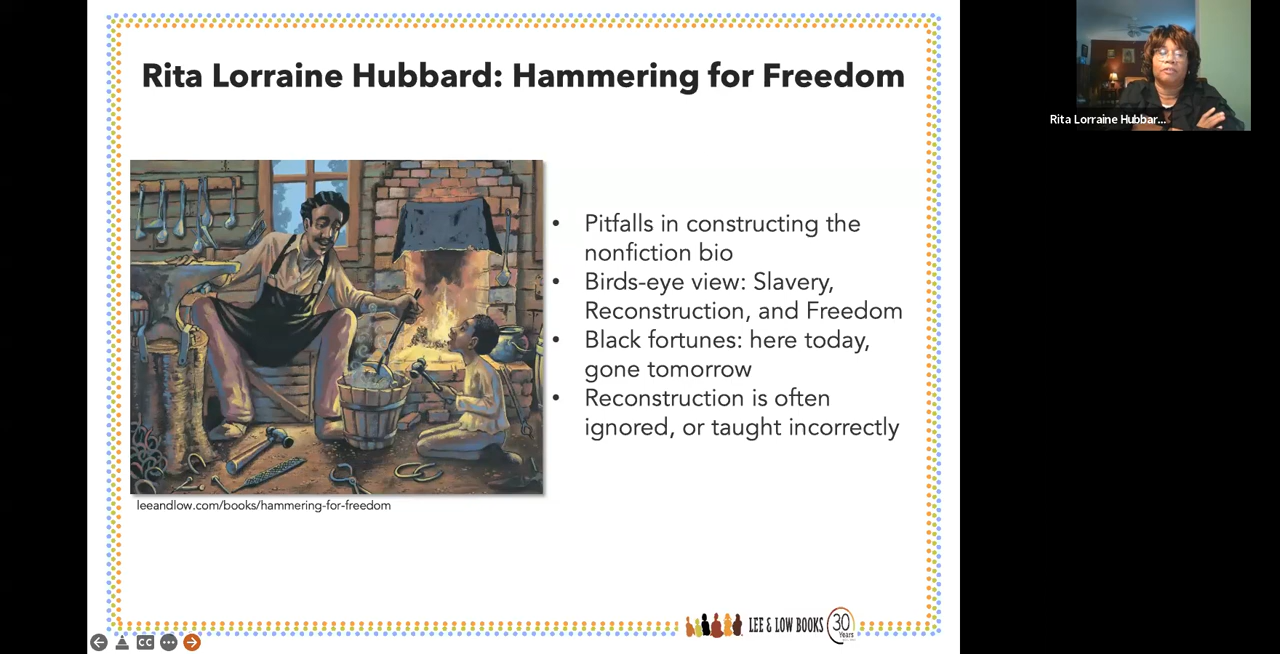 Rita Lorraine Hubbard: Hammering for Freedom
Rita Lorraine Hubbar...
• Pitfalls in constructing the
nonfiction bio
• Birds-eye view: Slavery,
Reconstruction, and Freedom
• Black fortunes: here today,
gone tomorrow
• Reconstruction is often
ignored, or taught incorrectly
leeandlow.com/books/hammering-for-freedom
LEE & LOW BOOKS
30
Years
CC